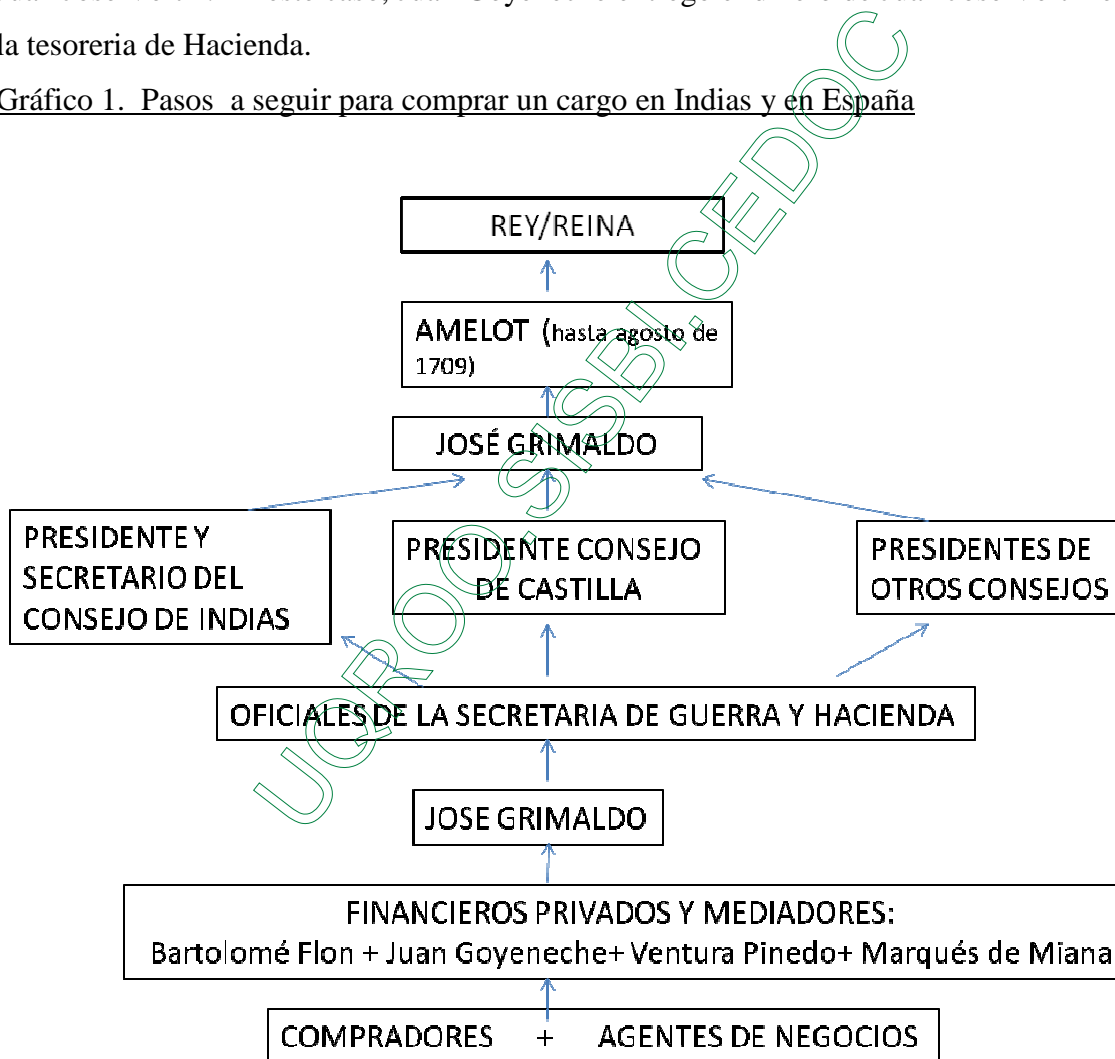 la tesoreria de Hacienda.
Gráfico 1. Pasos a seguir para comprar un cargo en Indias y en España
REY/REINA
AMELOT (hasta agosto de
1709)
JOSÉ GRIMALDO
PRESIDENTE Y
SECRETARIO DEL
CONSEJO DE INDIAS
PRESIDENTE CONSEJO
DE CASTILLA
PRESIDENTES DE
OTROS CONSEJOS
OFICIALES DE LA SECRETARIA DE GUERRA Y HACIENDA
JOSE GRIMALDO
FINANCIEROS PRIVADOS Y MEDIADORES:
Bartolomé Flon + Juan Goyeneche+ Ventura Pinedo+ Marqués de Miana
COMPRADORES + AGENTES DE NEGOCIOS
UQROO.SISBI.CEDOC